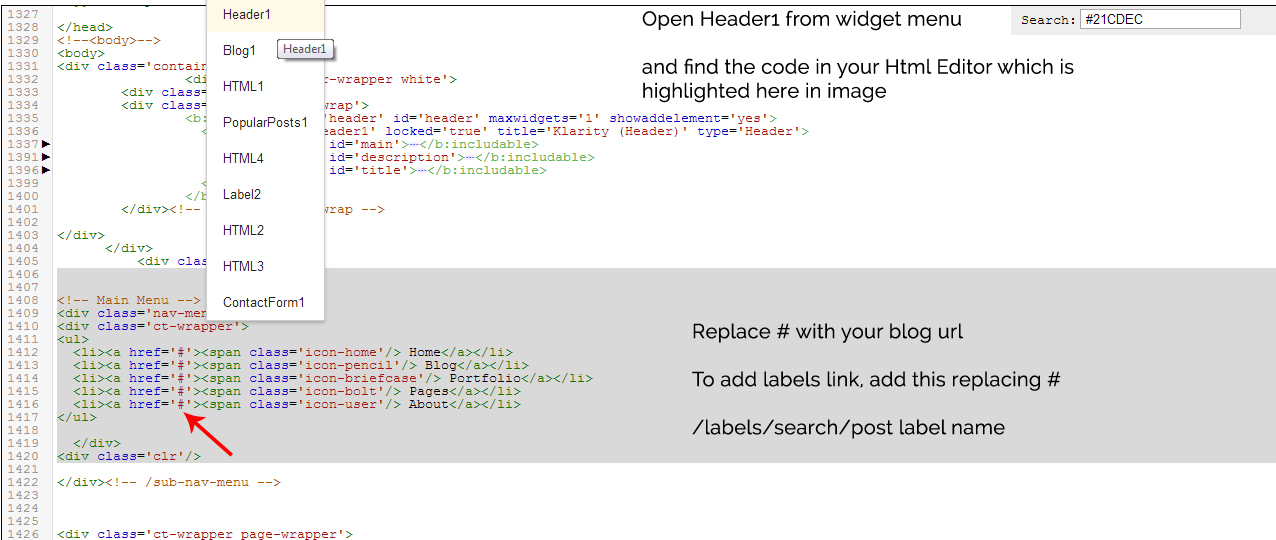 1327
1328 </head>
1329 <!--<body>-->
1330 <body>
1331 <div class='contain
1332 <di r-wrapper white'>
1333 <div clas
1334 <div clas rap'>
1335 <b: 'header' id='header' maxwidgets='1' showaddelement='yes'>
1336 < eader1' locked='true' title='Klarity (Header)' type='Header'>
1337 id='main'>⋯</b:includable>
1391 id='description'>⋯</b:includable>
1396 id='title'>⋯</b:includable>
1399 <
1400 </b
1401 </div><!-- rap -->
1402
1403 </div>
1404 </div>
1405 <div clas
1406
1407
1408 <!-- Main Menu -->
1409 <div class='nav-men
1410 <div class='ct-wrapper'>
1411 <ul>
1412 <li><a href='#'><span class='icon-home'/> Home</a></li>
1413 <li><a href='#'><span class='icon-pencil'/> Blog</a></li>
1414 <li><a href='#'><span class='icon-briefcase'/> Portfolio</a></li>
1415 <li><a href='#'><span class='icon-bolt'/> Pages</a></li>
1416 <li><a href='#'><span class='icon-user'/> About</a></li>
1417 </ul>
1418
1419 </div>
1420 <div class='clr'/>
1421
1422 </div><!-- /sub-nav-menu -->
1423
1424
1425
1426 <div class='ct-wrapper page-wrapper'>
Header1
Blog1
Header1
HTML1
PopularPosts1
HTML4
Label2
HTML2
HTML3
ContactForm1
Open Header1 from widget menu
Search: #21CDEC
and find the code in your Html Editor which is
highlighted here in image
Replace # with your blog url
To add labels link, add this replacing #
/labels/search/post label name